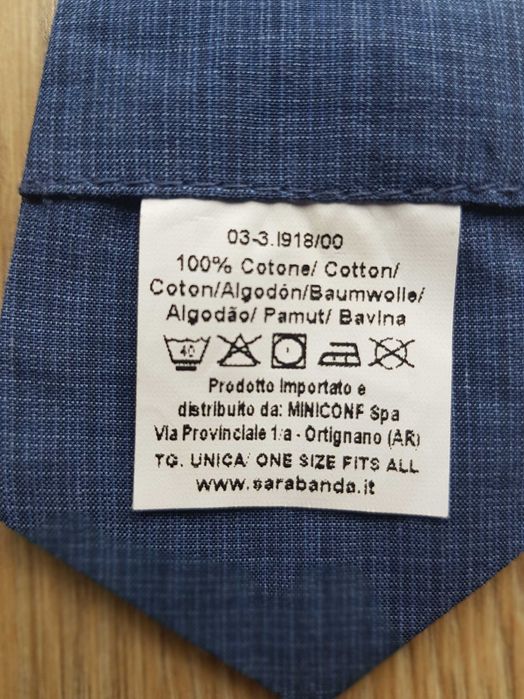 03-3.I918/00
100% Cotone/ Cotton/
Coton/Algodón/Baumwolle/
Algodão/ Pamut/ Bavlna
40
Prodotto Importato e
distribuito da: MINICONF Spa
Via Provinciale 1/a - Ortignano (AR)
TG. UNICA/ ONE SIZE FITS ALL
www.sarabanda.it